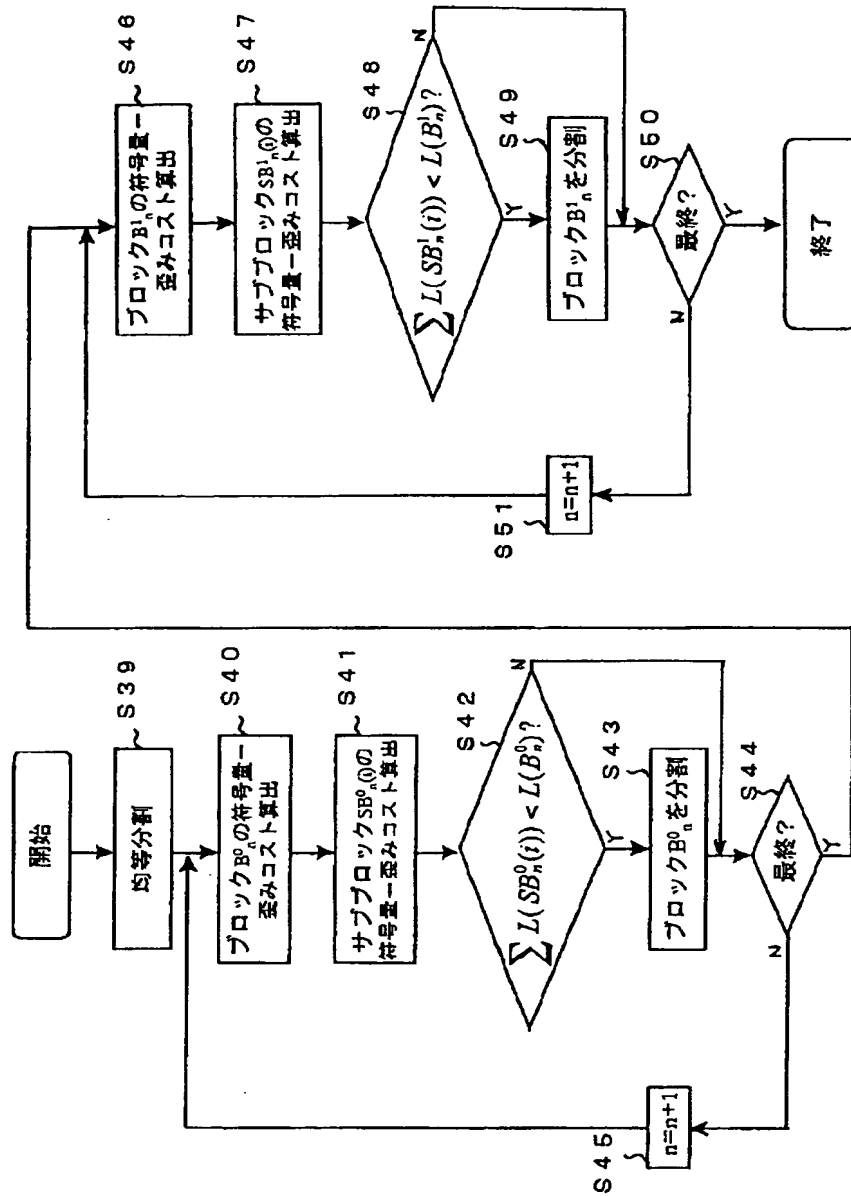 開始
均等分割
S39
ブロックB⁰ₙの符号量ー
歪みコスト算出
S40
サブブロックSB⁰ₙ(i)の
符号量ー歪みコスト算出
S41
∑L(SB⁰ₙ(i)) < L(B⁰ₙ)?
S42
N
Y
ブロックB⁰ₙを分割
S43
最終?
S44
N
Y
n=n+1
S45
ブロックB¹ₙの符号量ー
歪みコスト算出
S46
サブブロックSB¹ₙ(i)の
符号量ー歪みコスト算出
S47
∑L(SB¹ₙ(i)) < L(B¹ₙ)?
S48
N
Y
ブロックB¹ₙを分割
S49
最終?
S50
N
Y
n=n+1
S51
終了